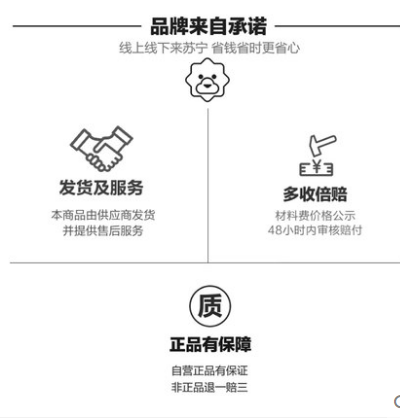 品牌来自承诺
线上线下来苏宁 省钱省时更省心
发货及服务
本商品由供应商发货
并提供售后服务
¥
多收倍赔
材料费价格公示
48小时内审核赔付
质
正品有保障
自营正品有保证
非正品退一赔三